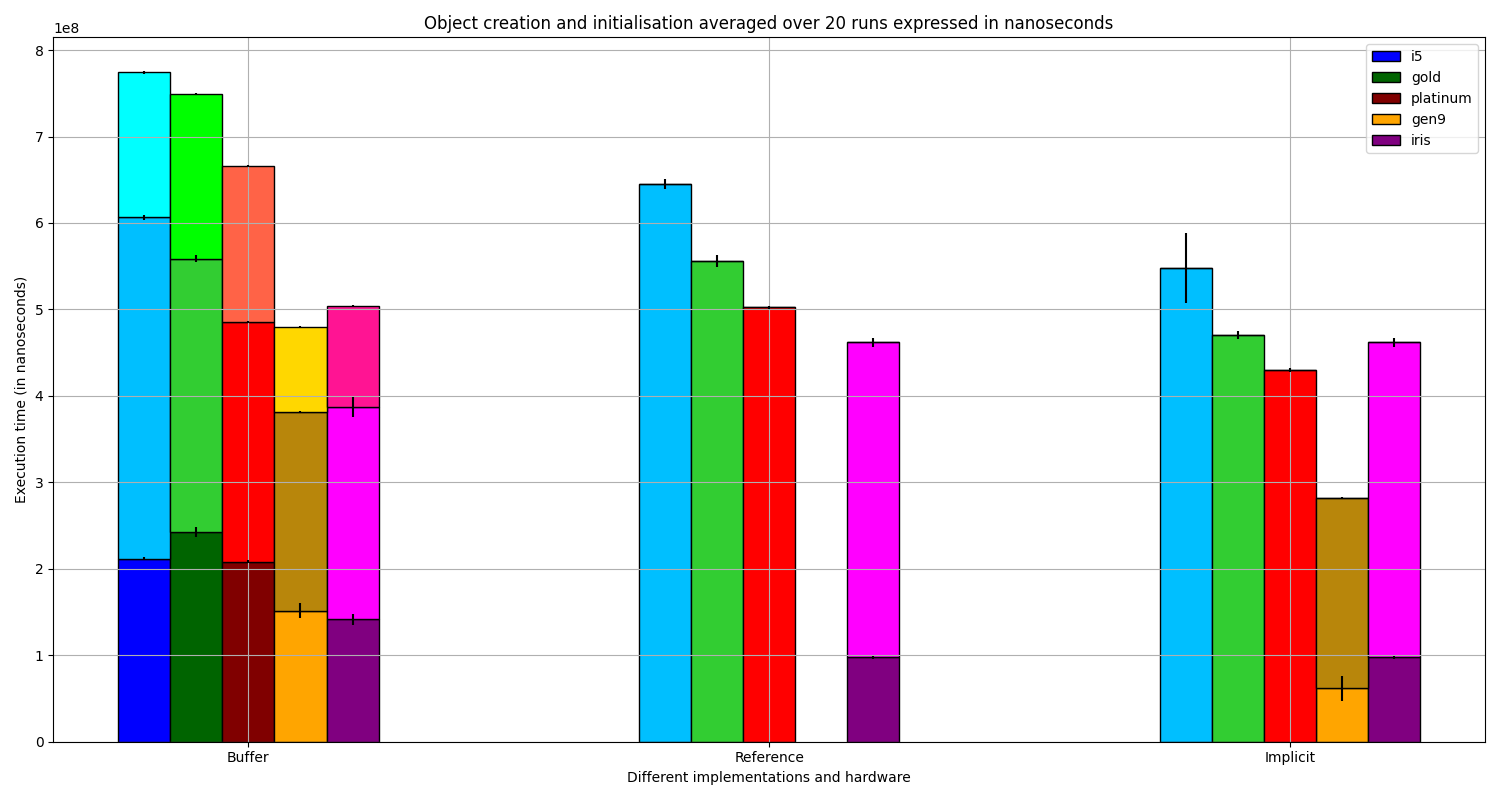 Object creation and initialisation averaged over 20 runs expressed in nanoseconds
1e8
8
7
6
5
4
3
2
1
0
Execution time (in nanoseconds)
i5
gold
platinum
gen9
iris
Buffer
Reference
Implicit
Different implementations and hardware